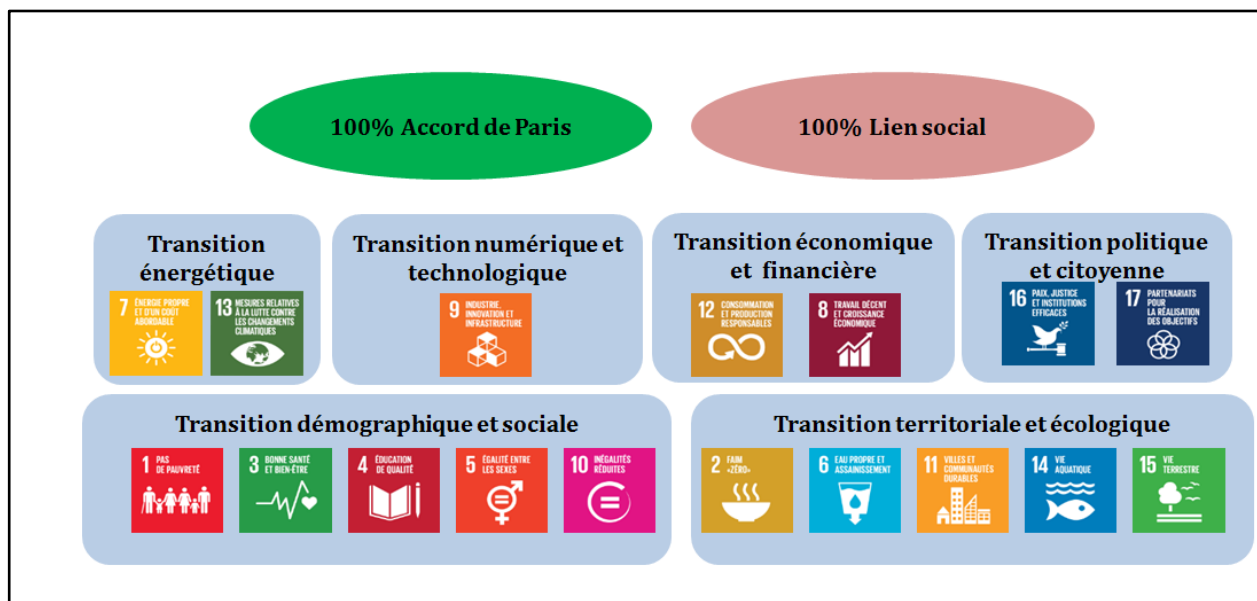 100% Accord de Paris
100% Lien social
Transition
énergétique
7 ÉNERGIE PROPRE
ET D'UN COÛT
ABORDABLE
13 MESURES RELATIVES
À LA LUTTE CONTRE
LES CHANGEMENTS
CLIMATIQUES
Transition numérique et
technologique
9 INDUSTRIE,
INNOVATION ET
INFRASTRUCTURE
Transition économique
et financière
12 CONSOMMATION
ET PRODUCTION
RESPONSABLES
8 TRAVAIL DÉCENT
ET CROISSANCE
ÉCONOMIQUE
Transition politique
et citoyenne
16 PAIX, JUSTICE
ET INSTITUTIONS
EFFICACES
17 PARTENARIATS
POUR
LA RÉALISATION
DES OBJECTIFS
Transition démographique et sociale
1 PAS
DE PAUVRETÉ
3 BONNE SANTÉ
ET BIEN-ÊTRE
4 ÉDUCATION
DE QUALITÉ
5 ÉGALITÉ ENTRE
LES SEXES
10 INÉGALITÉS
RÉDUITES
Transition territoriale et écologique
2 FAIM
«ZÉRO»
6 EAU PROPRE ET
ASSAINISSEMENT
11 VILLES ET
COMMUNAUTÉS
DURABLES
14 VIE
AQUATIQUE
15 VIE
TERRESTRE